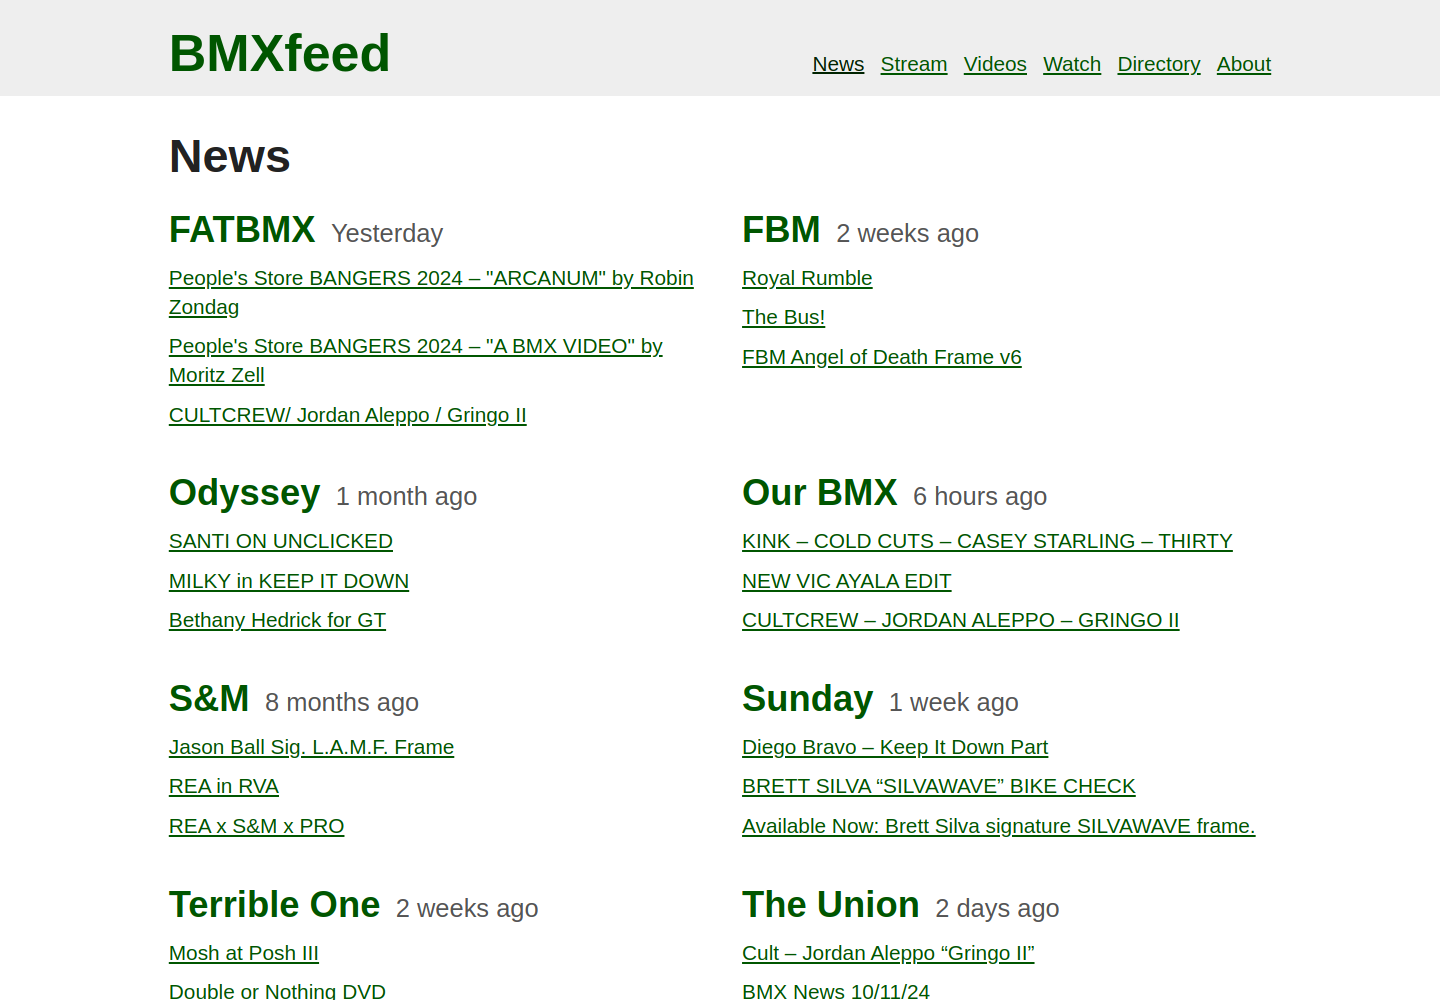 BMXfeed
News Stream Videos Watch Directory About
News
FATBMX Yesterday
People's Store BANGERS 2024 – "ARCANUM" by Robin
Zondag
People's Store BANGERS 2024 – "A BMX VIDEO" by
Moritz Zell
CULTCREW/ Jordan Aleppo / Gringo II
FBM 2 weeks ago
Royal Rumble
The Bus!
FBM Angel of Death Frame v6
Odyssey 1 month ago
SANTI ON UNCLICKED
MILKY in KEEP IT DOWN
Bethany Hedrick for GT
Our BMX 6 hours ago
KINK – COLD CUTS – CASEY STARLING – THIRTY
NEW VIC AYALA EDIT
CULTCREW – JORDAN ALEPPO – GRINGO II
S&M 8 months ago
Jason Ball Sig. L.A.M.F. Frame
REA in RVA
REA x S&M x PRO
Sunday 1 week ago
Diego Bravo – Keep It Down Part
BRETT SILVA “SILVAWAVE” BIKE CHECK
Available Now: Brett Silva signature SILVAWAVE frame.
Terrible One 2 weeks ago
Mosh at Posh III
Double or Nothing DVD
The Union 2 days ago
Cult – Jordan Aleppo “Gringo II”
BMX News 10/11/24